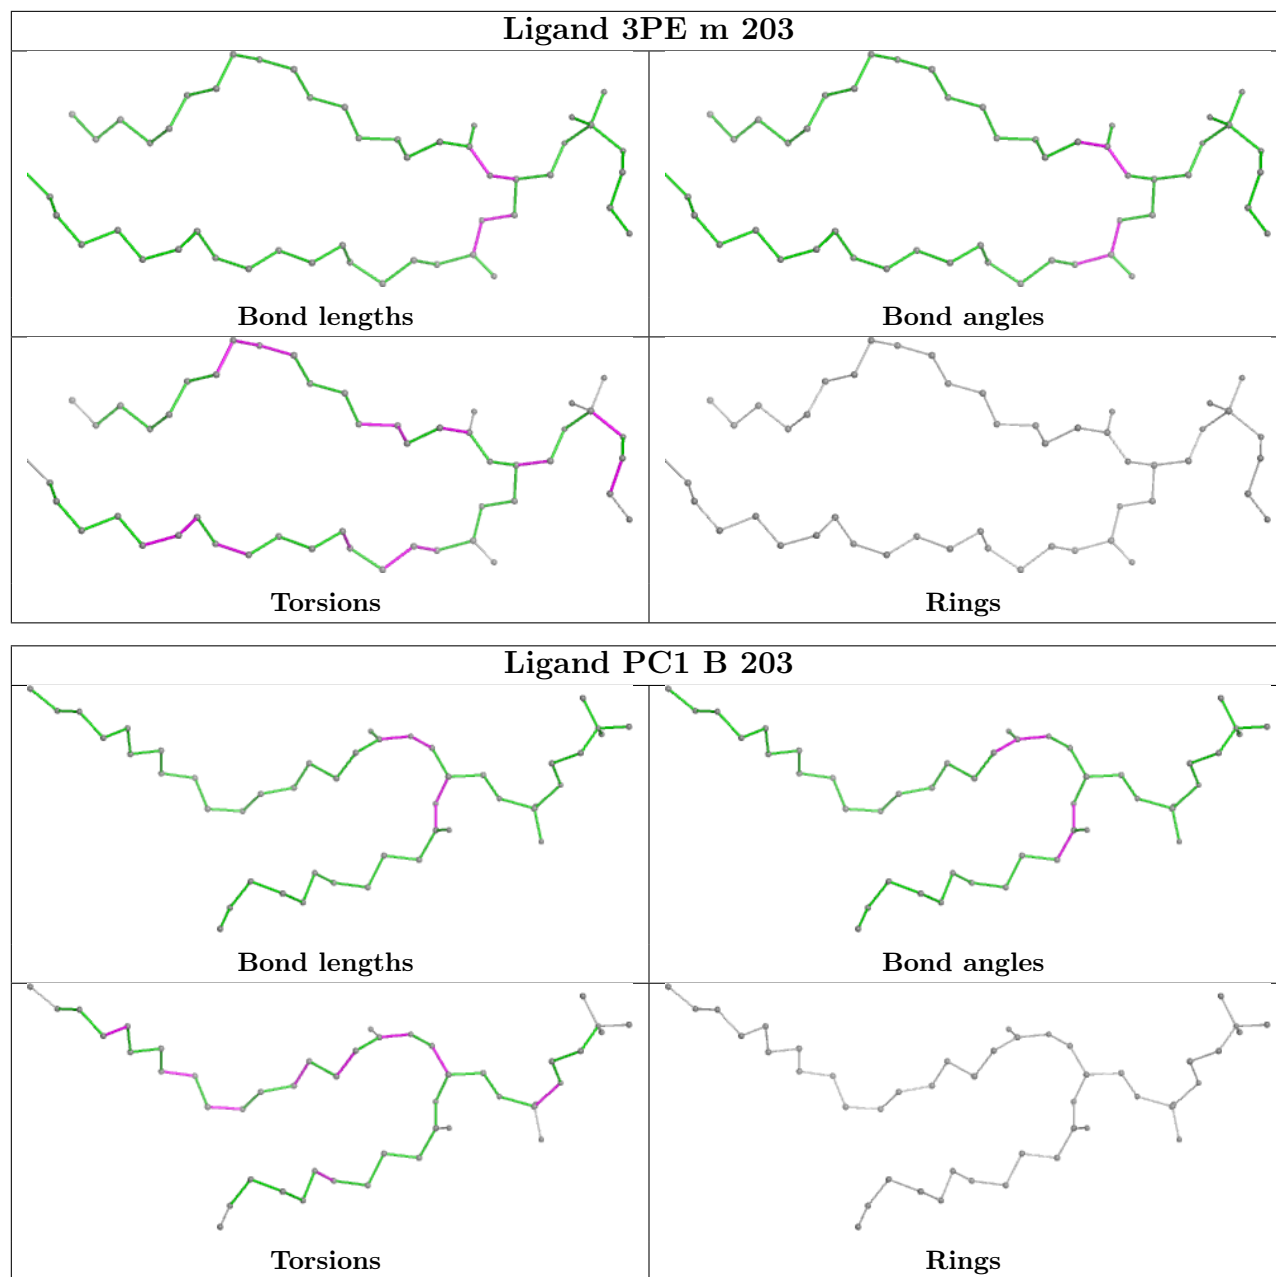 Ligand 3PE m 203
Bond lengths
Bond angles
Torsions
Rings
Ligand PC1 B 203
Bond lengths
Bond angles
Torsions
Rings